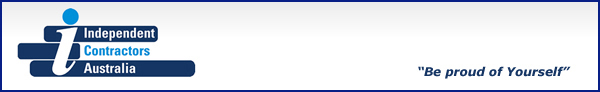 i Independent
Contractors
Australia
“Be proud of Yourself”